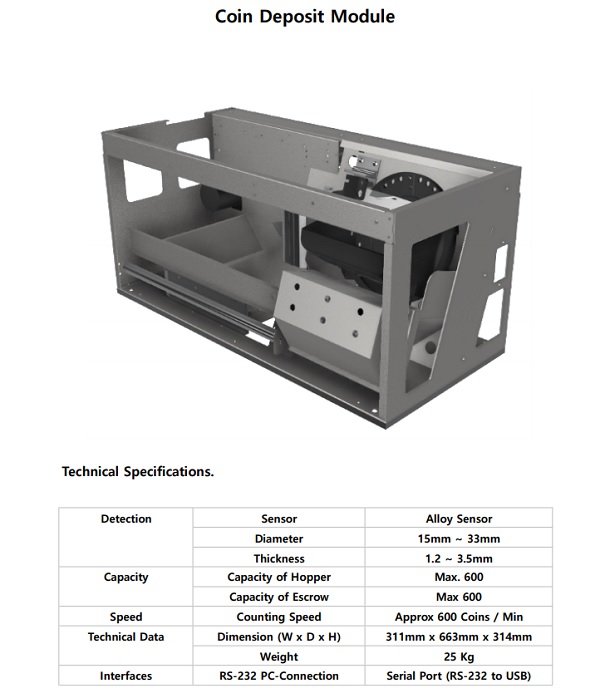 Coin Deposit Module
Technical Specifications.
Detection Sensor Alloy Sensor
Diameter 15mm ~ 33mm
Thickness 1.2 ~ 3.5mm
Capacity Capacity of Hopper Max. 600
Capacity of Escrow Max 600
Speed Counting Speed Approx 600 Coins / Min
Technical Data Dimension (W x D x H) 311mm x 663mm x 314mm
Weight 25 Kg
Interfaces RS-232 PC-Connection Serial Port (RS-232 to USB)